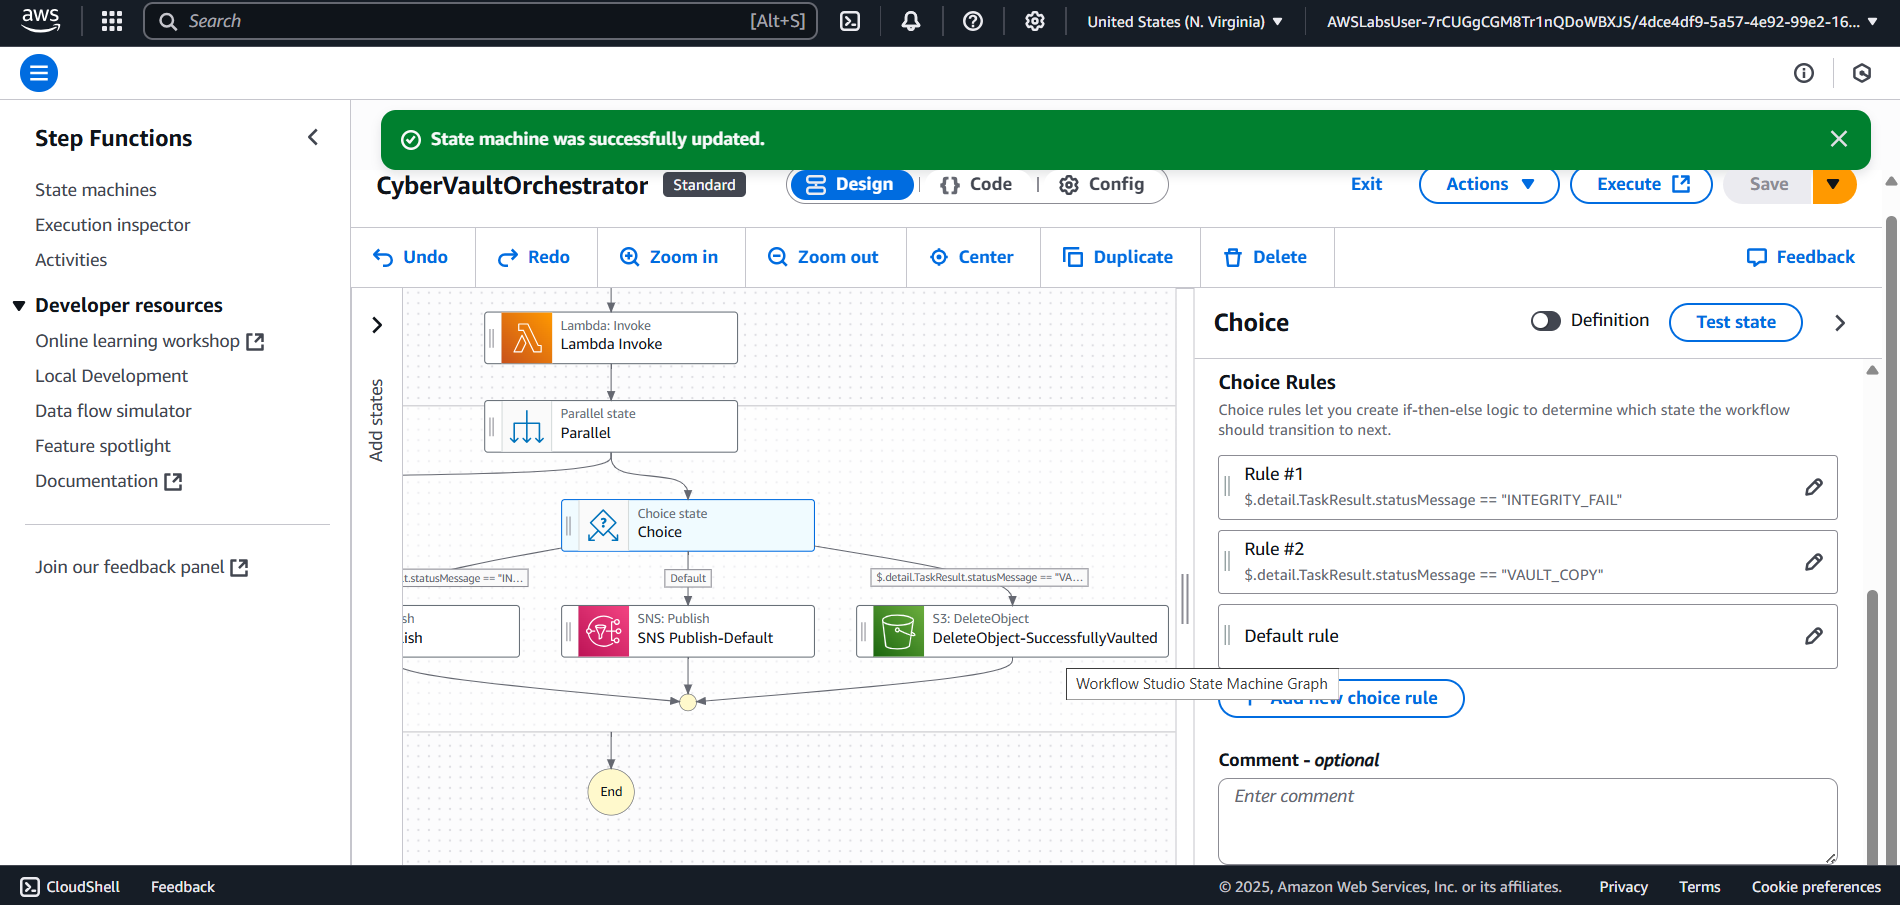 aws
Search
[Alt+S]
United States (N. Virginia)
AWSLabsUser-7rCUGgCGM8Tr1nQDoWBXJS/4dce4df9-5a57-4e92-99e2-16...
Step Functions
State machines
Execution inspector
Activities
Developer resources
Online learning workshop
Local Development
Data flow simulator
Feature spotlight
Documentation
Join our feedback panel
State machine was successfully updated.
CyberVaultOrchestrator
Standard
Design
{} Code
Config
Exit
Actions
Execute
Save
Undo
Redo
Zoom in
Zoom out
Center
Duplicate
Delete
Feedback
Add states
Lambda: Invoke
Lambda Invoke
Parallel state
Parallel
Choice state
Choice
t.statusMessage == "IN...
Default
$.detail.TaskResult.statusMessage == "VA...
sh
ish
SNS: Publish
SNS Publish-Default
S3: DeleteObject
DeleteObject-SuccessfullyVaulted
End
Workflow Studio State Machine Graph
Choice
Definition
Test state
Choice Rules
Choice rules let you create if-then-else logic to determine which state the workflow
should transition to next.
Rule #1
$.detail.TaskResult.statusMessage == "INTEGRITY_FAIL"
Rule #2
$.detail.TaskResult.statusMessage == "VAULT_COPY"
Default rule
+ Add new choice rule
Comment - optional
Enter comment
CloudShell
Feedback
© 2025, Amazon Web Services, Inc. or its affiliates.
Privacy
Terms
Cookie preferences